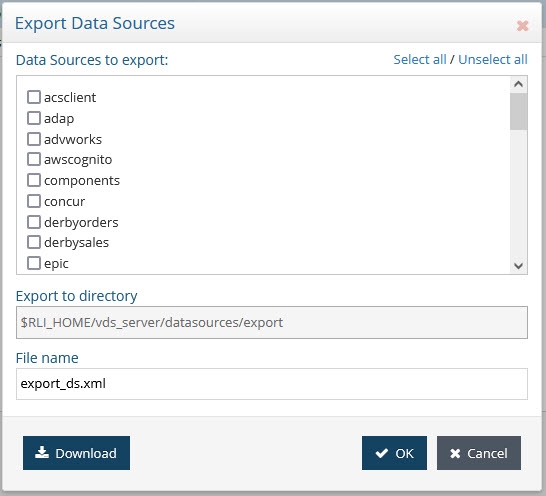 Export Data Sources
Data Sources to export: Select all / Unselect all
acsclient
adap
advworks
awscognito
components
concur
derbyorders
derbysales
epic
Export to directory
$RLI_HOME/vds_server/datasources/export
File name
export_ds.xml
Download OK Cancel